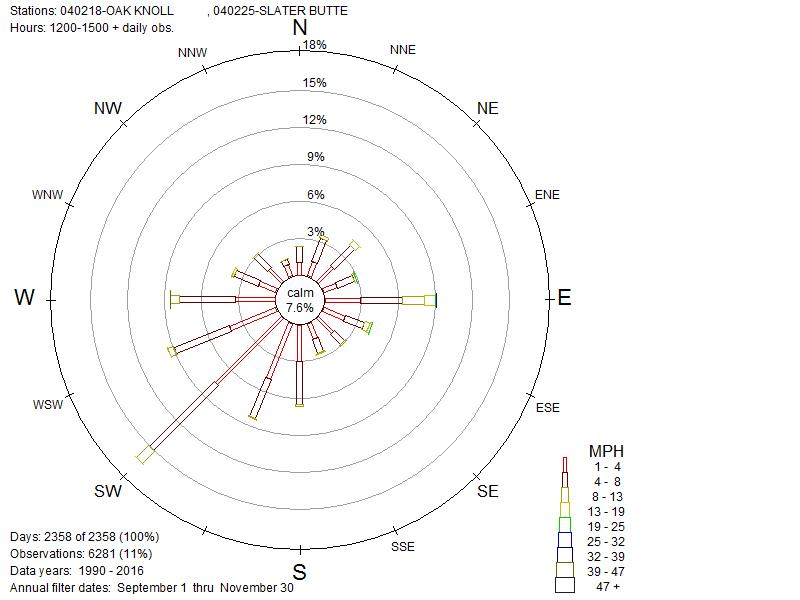 Stations: 040218-OAK KNOLL , 040225-SLATER BUTTE
Hours: 1200-1500 + daily obs.
N
18%
NNW
NNE
15%
NW
NE
12%
9%
WNW
ENE
6%
3%
calm
7.6%
W
E
WSW
ESE
SW
SE
SSE
S
MPH
1 - 4
4 - 8
8 - 13
13 - 19
19 - 25
25 - 32
32 - 39
39 - 47
47 +
Days: 2358 of 2358 (100%)
Observations: 6281 (11%)
Data years: 1990 - 2016
Annual filter dates: September 1 thru November 30